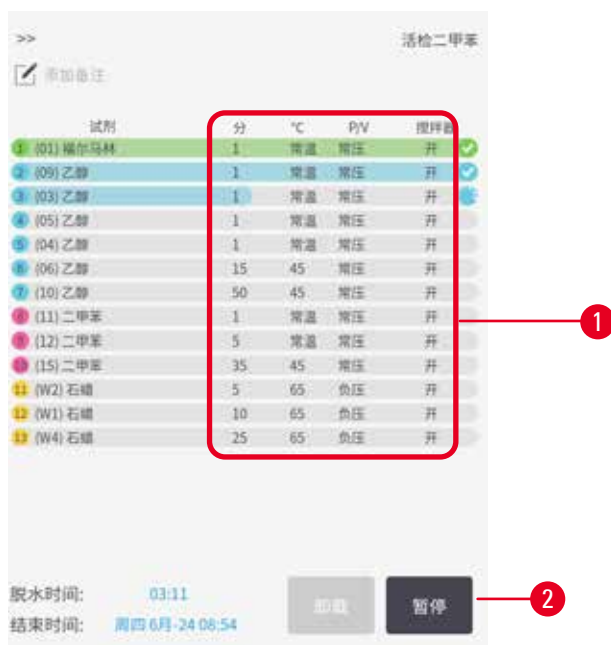 >> 活检二甲苯
添加备注
试剂 分 °C P/V 搅拌器
1 (01) 福尔马林 1 常温 常压 开
2 (09) 乙醇 1 常温 常压 开
3 (03) 乙醇 1 常温 常压 开
4 (05) 乙醇 1 常温 常压 开
5 (04) 乙醇 1 常温 常压 开
6 (06) 乙醇 15 45 常压 开
7 (10) 乙醇 50 45 常压 开
8 (11) 二甲苯 1 常温 常压 开
9 (12) 二甲苯 5 常温 常压 开
10 (15) 二甲苯 35 45 常压 开
11 (W2) 石蜡 5 65 负压 开
12 (W1) 石蜡 10 65 负压 开
13 (W4) 石蜡 25 65 负压 开
1
脱水时间: 03:11
卸载 暂停 2
结束时间: 周四 6月-24 08:54